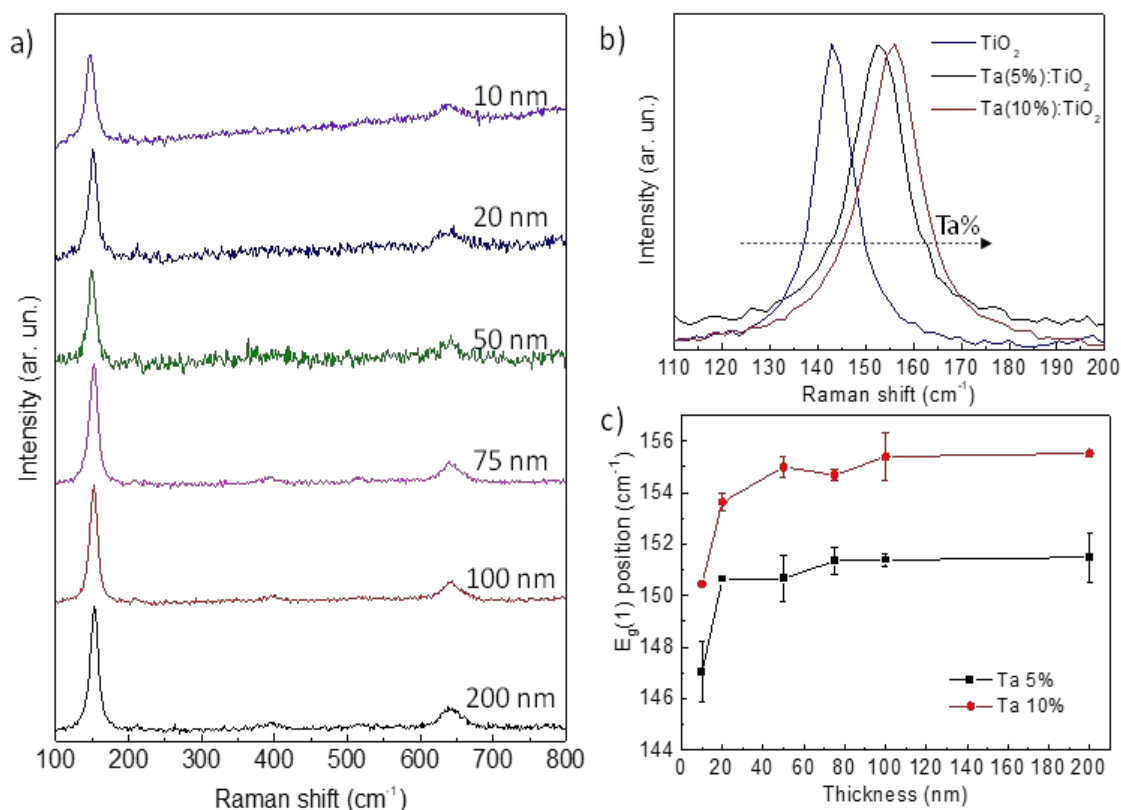 a)
10 nm
20 nm
50 nm
75 nm
100 nm
200 nm
Intensity (ar. un.)
100 200 300 400 500 600 700 800
Raman shift (cm⁻¹)
b)
TiO₂
Ta(5%):TiO₂
Ta(10%):TiO₂
Ta%
Intensity (ar. un.)
110 120 130 140 150 160 170 180 190 200
Raman shift (cm⁻¹)
c)
156
154
152
150
148
146
144
E_g(1) position (cm⁻¹)
Ta 5%
Ta 10%
0 20 40 60 80 100 120 140 160 180 200
Thickness (nm)